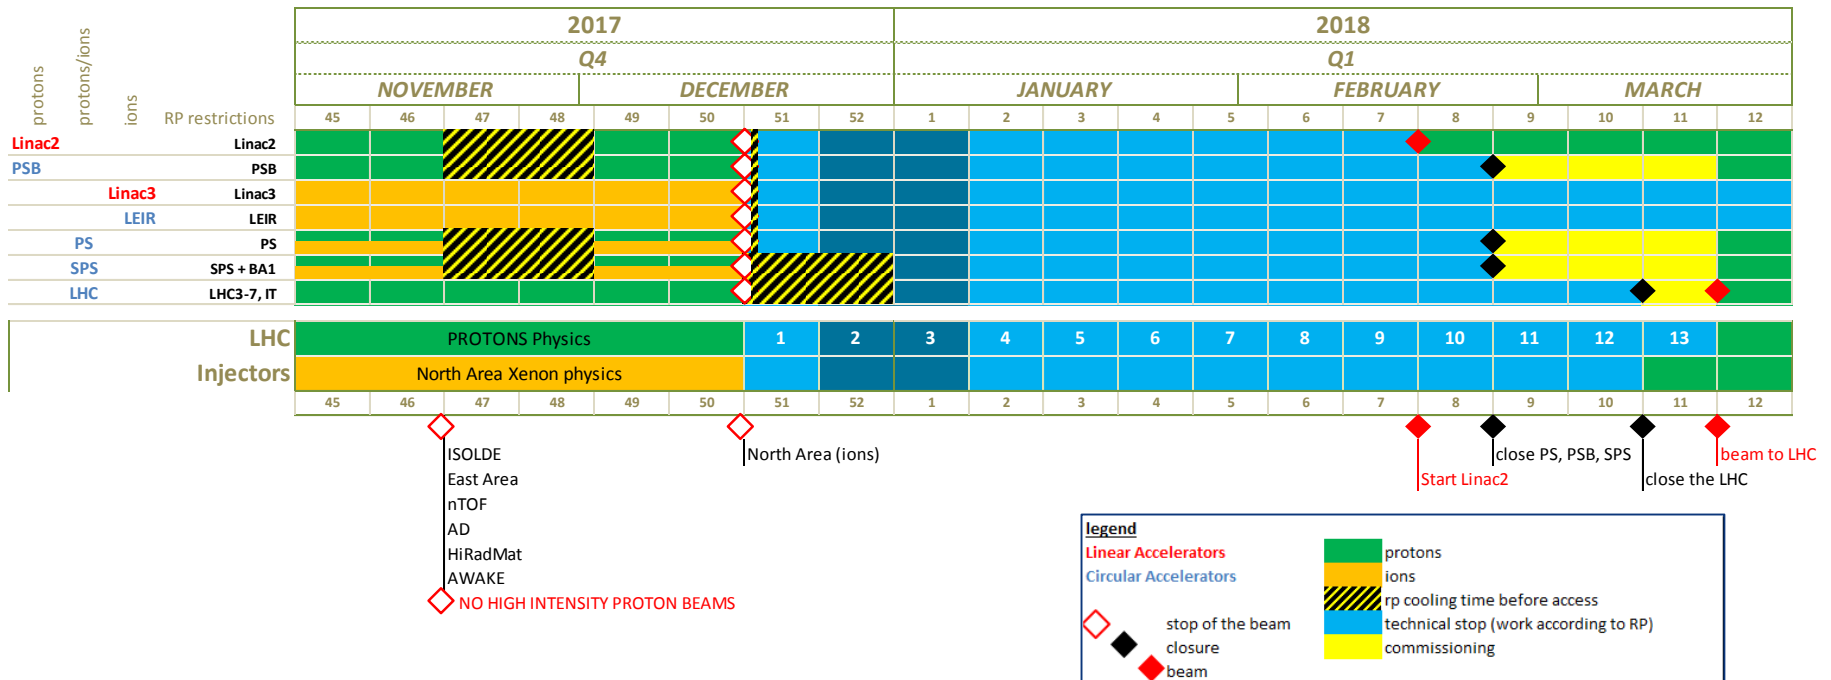 2017 2018
Q4 Q1
NOVEMBER DECEMBER JANUARY FEBRUARY MARCH
protons protons/ions ions RP restrictions 45 46 47 48 49 50 51 52 1 2 3 4 5 6 7 8 9 10 11 12
Linac2 Linac2
PSB PSB
Linac3 Linac3
LEIR LEIR
PS PS
SPS SPS + BA1
LHC LHC3-7, IT
LHC PROTONS Physics 1 2 3 4 5 6 7 8 9 10 11 12 13
Injectors North Area Xenon physics
45 46 47 48 49 50 51 52 1 2 3 4 5 6 7 8 9 10 11 12
ISOLDE North Area (ions) close PS, PSB, SPS beam to LHC
East Area Start Linac2 close the LHC
nTOF
AD
HiRadMat
AWAKE
NO HIGH INTENSITY PROTON BEAMS
legend
Linear Accelerators protons
Circular Accelerators ions
rp cooling time before access
stop of the beam technical stop (work according to RP)
closure commissioning
beam